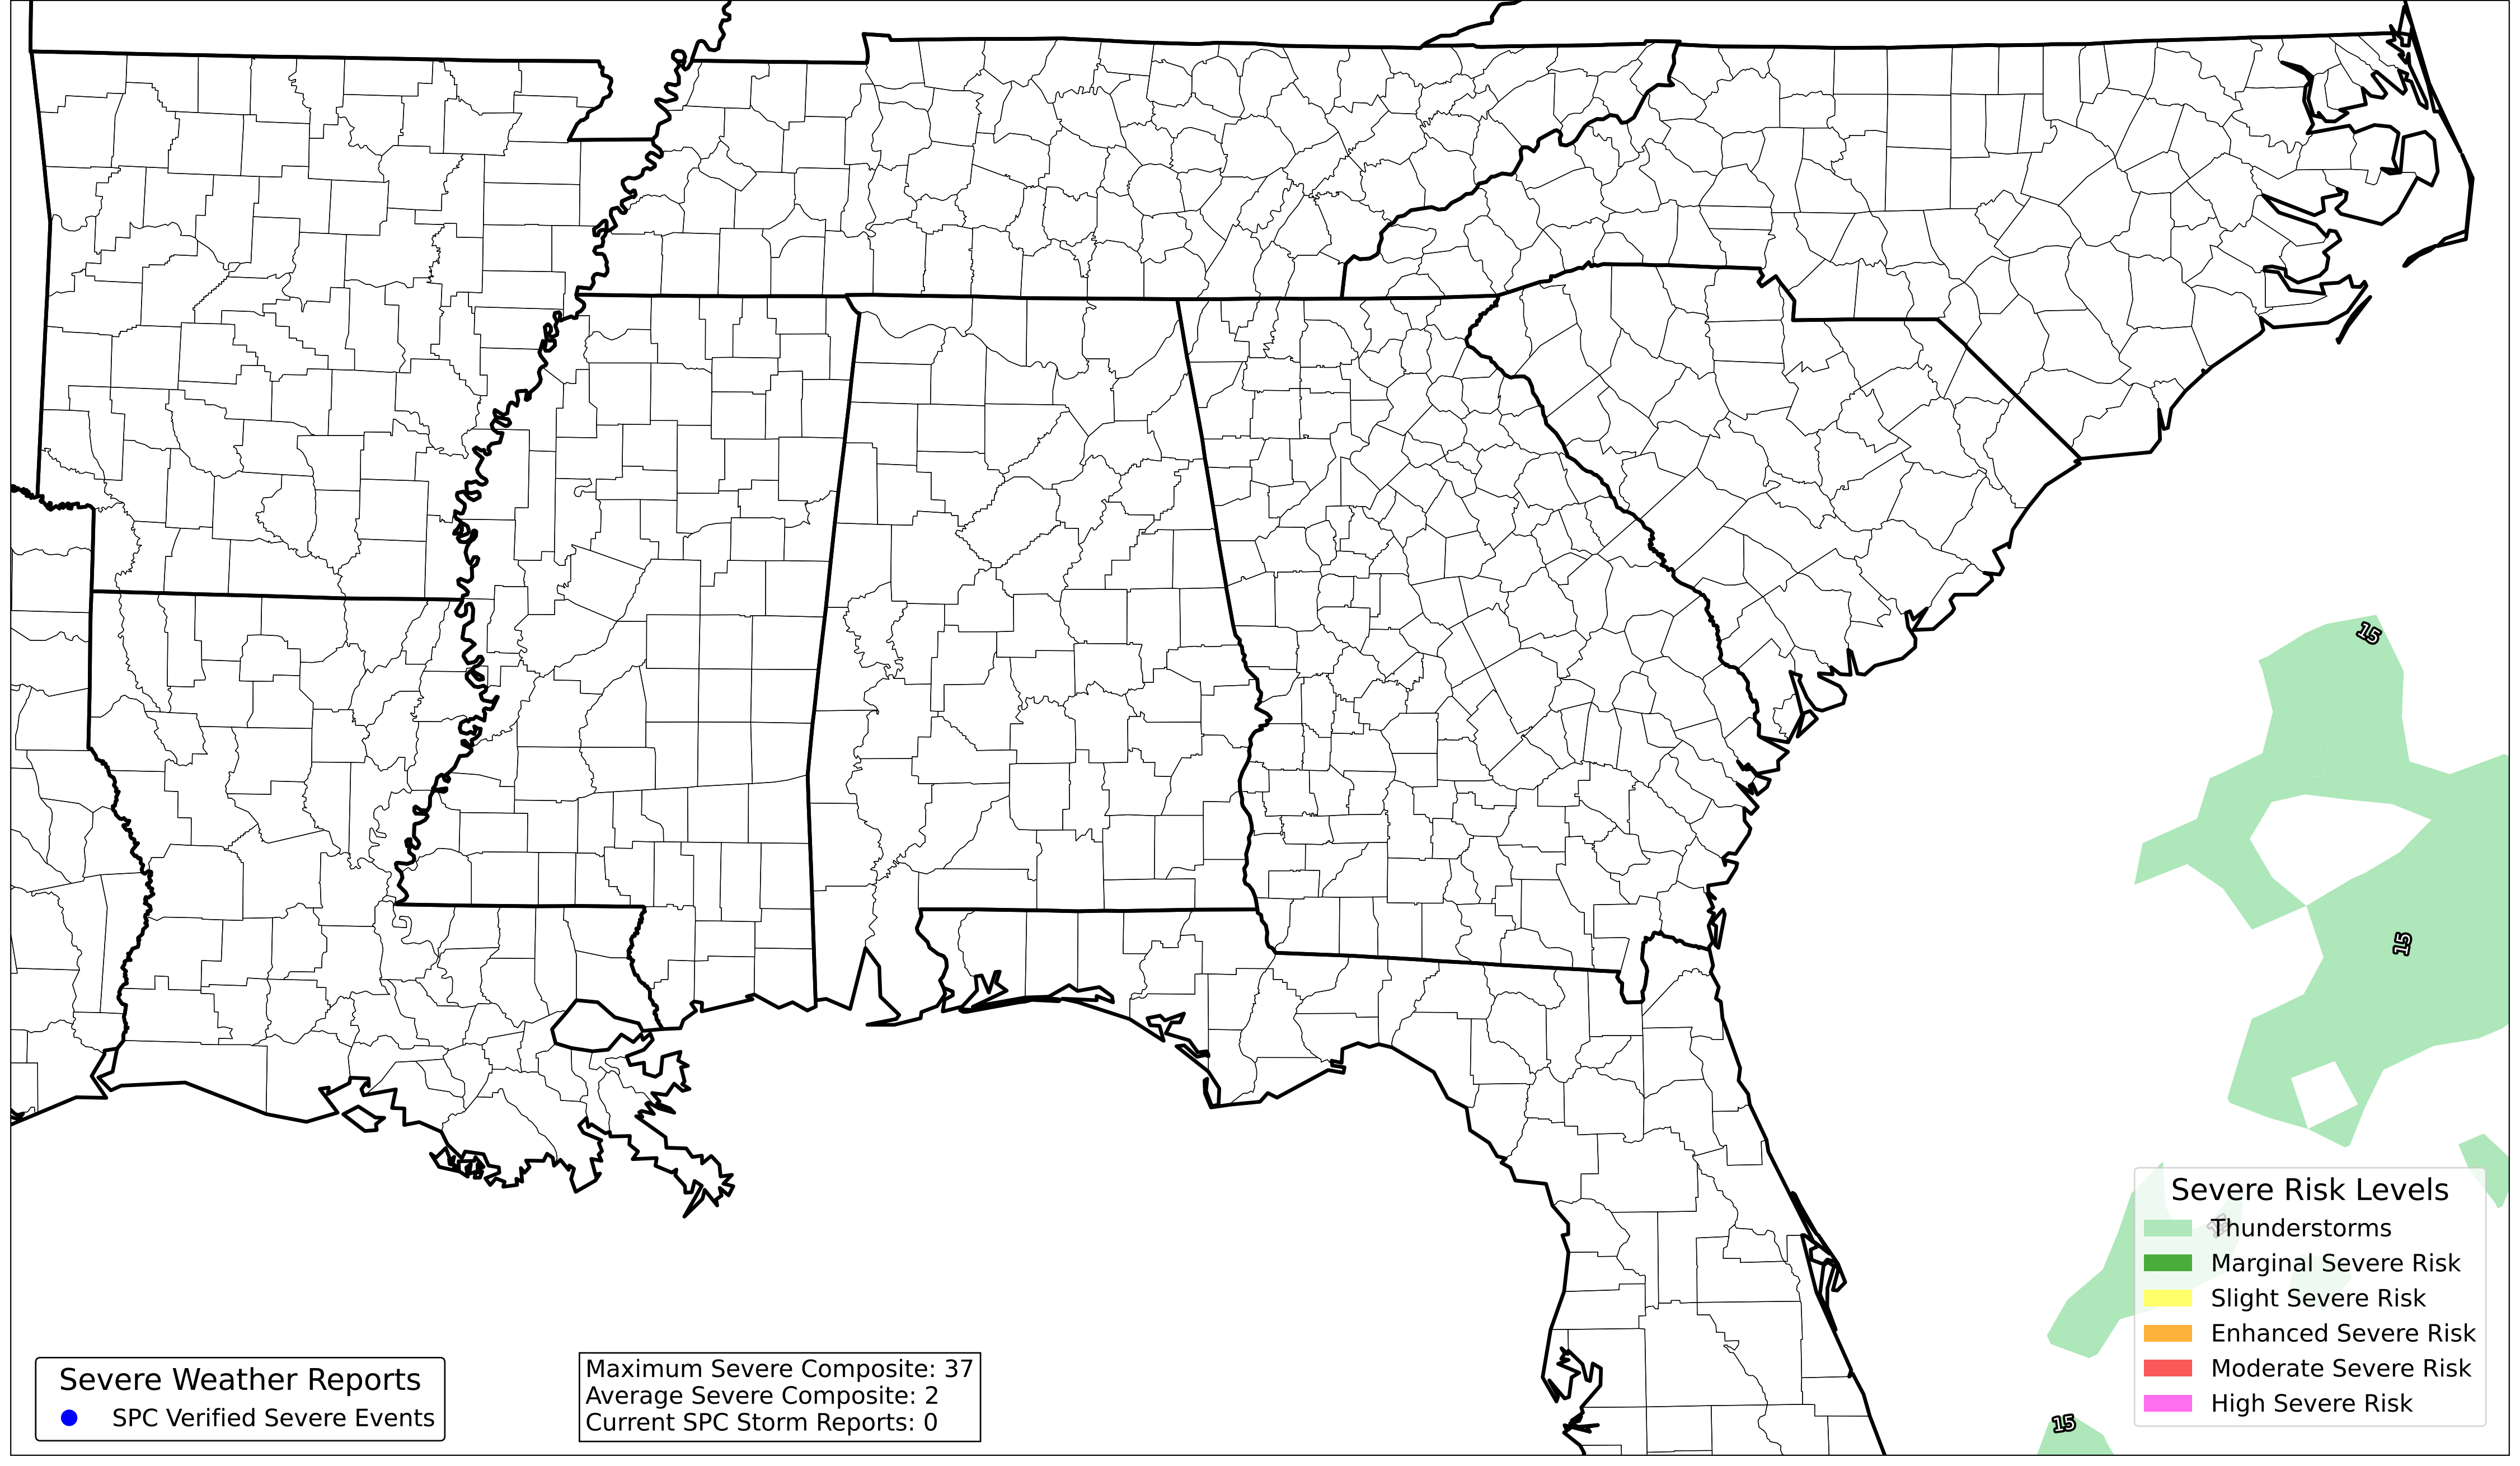 15
15
Severe Risk Levels
Thunderstorms
Marginal Severe Risk
Slight Severe Risk
Enhanced Severe Risk
Moderate Severe Risk
High Severe Risk
Severe Weather Reports
SPC Verified Severe Events
Maximum Severe Composite: 37
Average Severe Composite: 2
Current SPC Storm Reports: 0
15